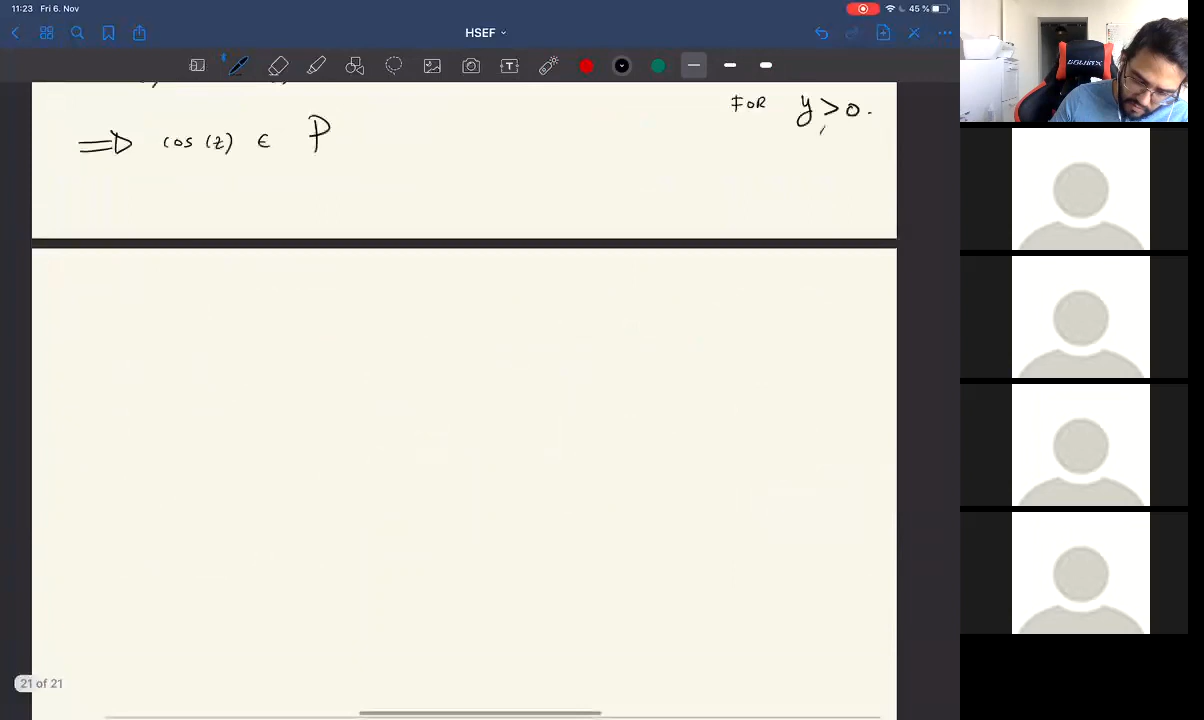 11:23 Fri 6. Nov
45 %
HSEF
FOR y > 0.
⇒ cos (z) ∈ P
21 of 21